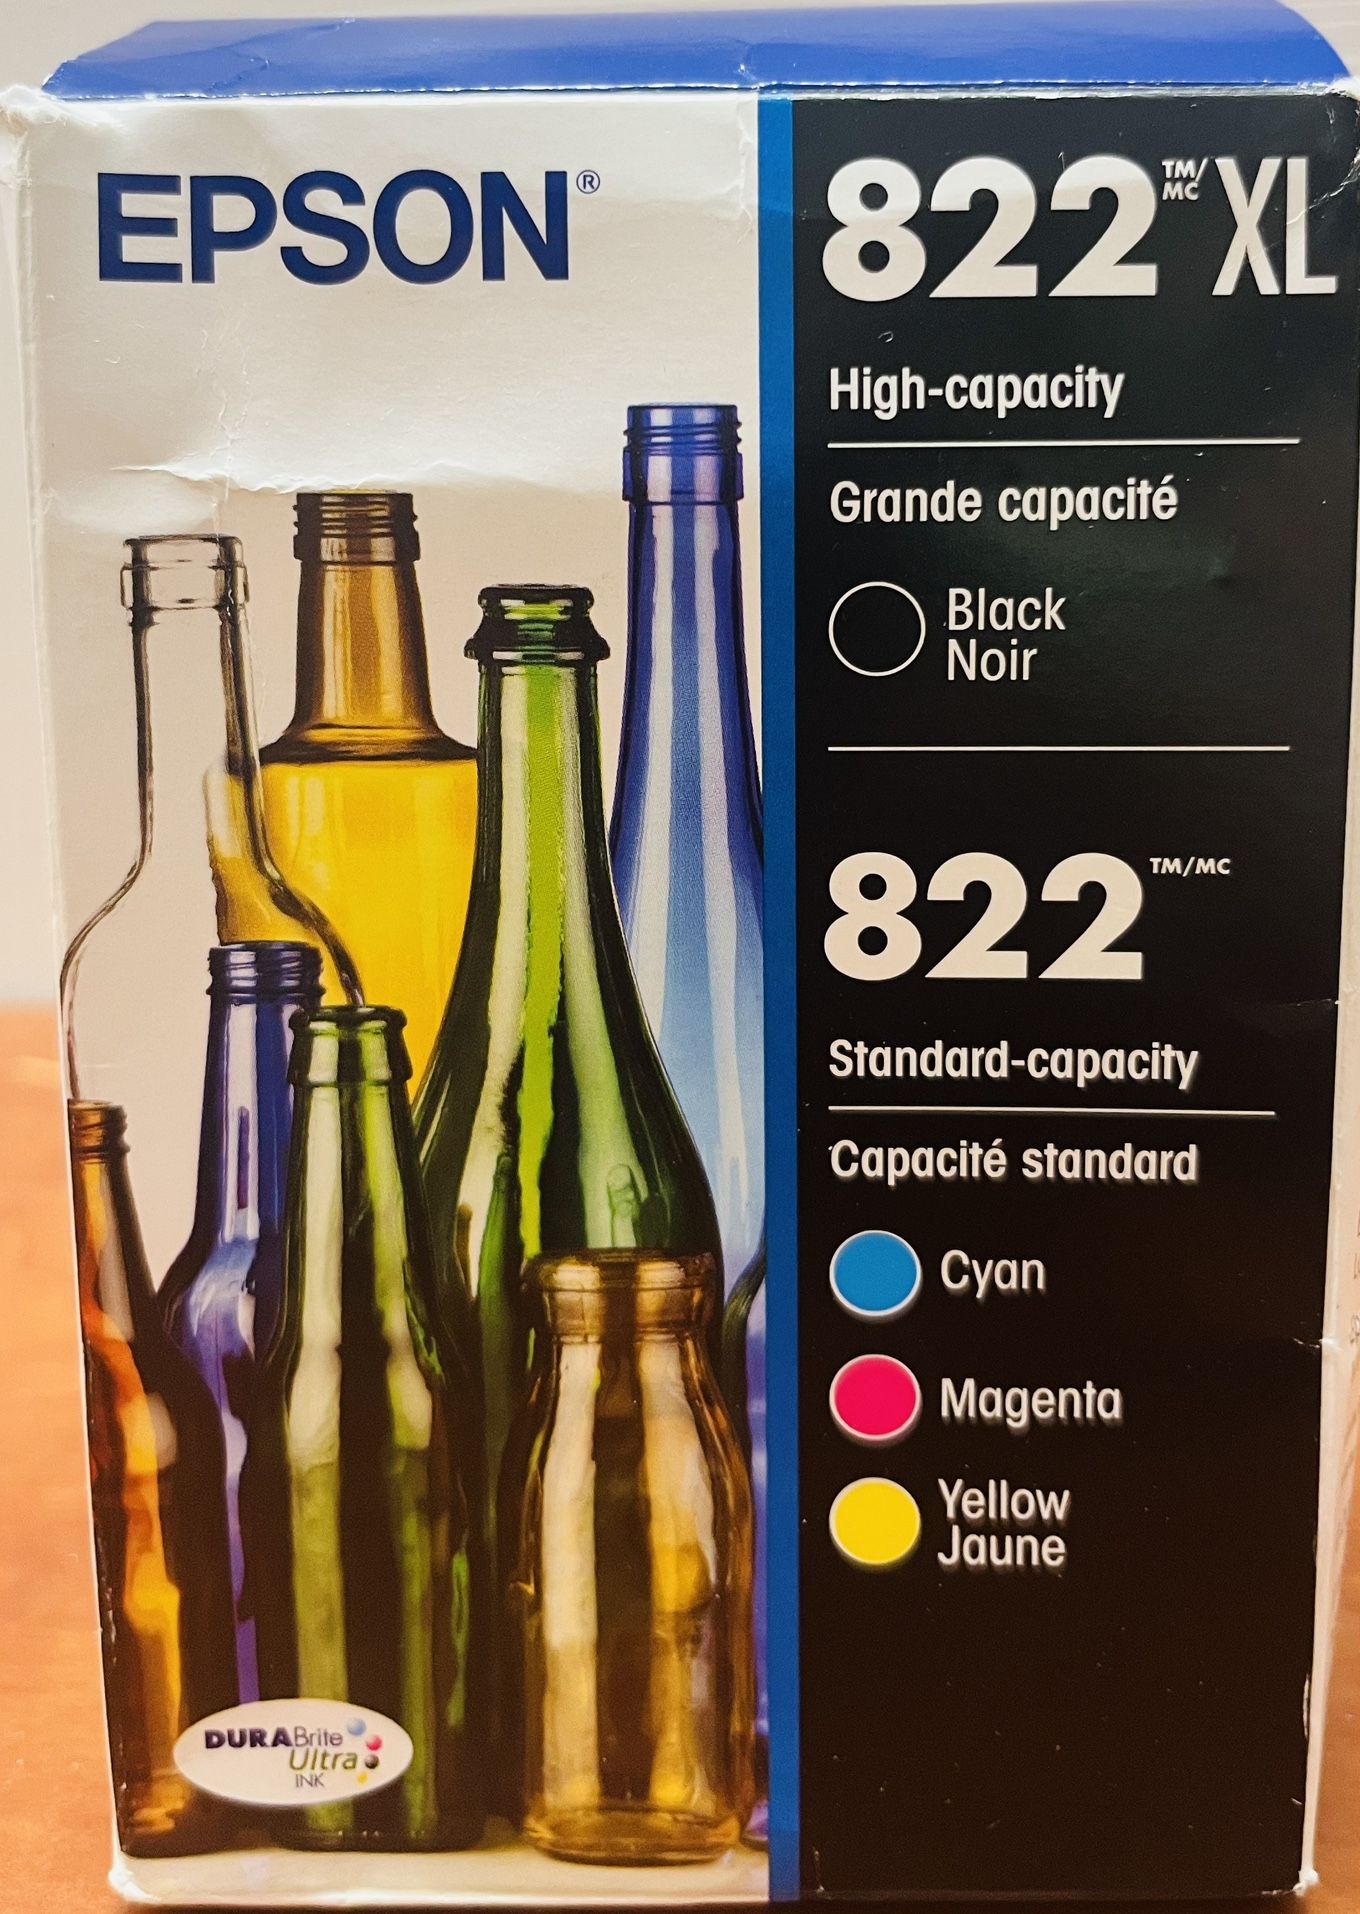 EPSON®
822™/MC XL
High-capacity
Grande capacité
Black
Noir
822™/MC
Standard-capacity
Capacité standard
Cyan
Magenta
Yellow
Jaune
DURABrite
Ultra
INK